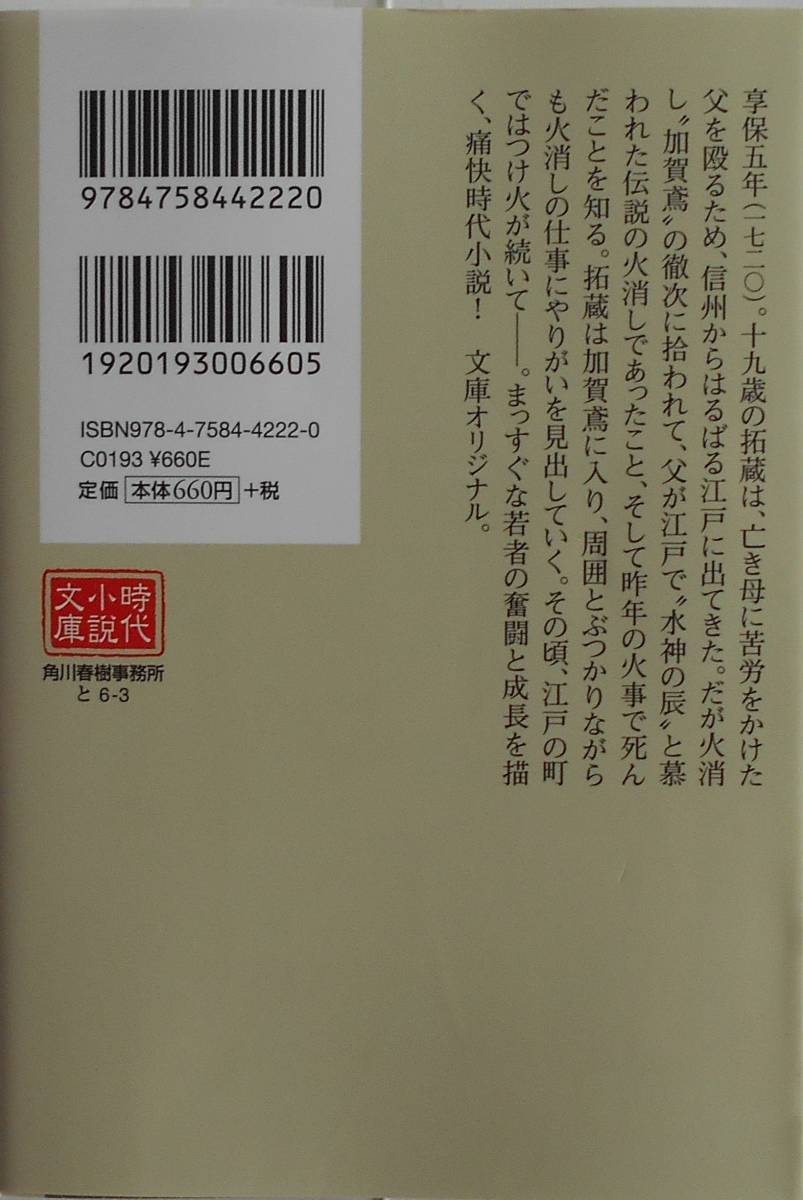 享保五年（一七二〇）。十九歳の拓蔵は、亡き母に苦労をかけた
父を殴るため、信州からはるばる江戸に出てきた。だが火消
し〝加賀鳶〟の徹次に拾われて、父が江戸で〝水神の辰〟と慕
われた伝説の火消しであったこと、そして昨年の火事で死ん
だことを知る。拓蔵は加賀鳶に入り、周囲とぶつかりながら
も火消しの仕事にやりがいを見出していく。その頃、江戸の町
ではつけ火が続いて――。まっすぐな若者の奮闘と成長を描
く、痛快時代小説！　文庫オリジナル。
9784758442220
1920193006605
ISBN978-4-7584-4222-0
C0193 ¥660E
定価 本体660円 +税
時代
小説
文庫
角川春樹事務所
と 6-3